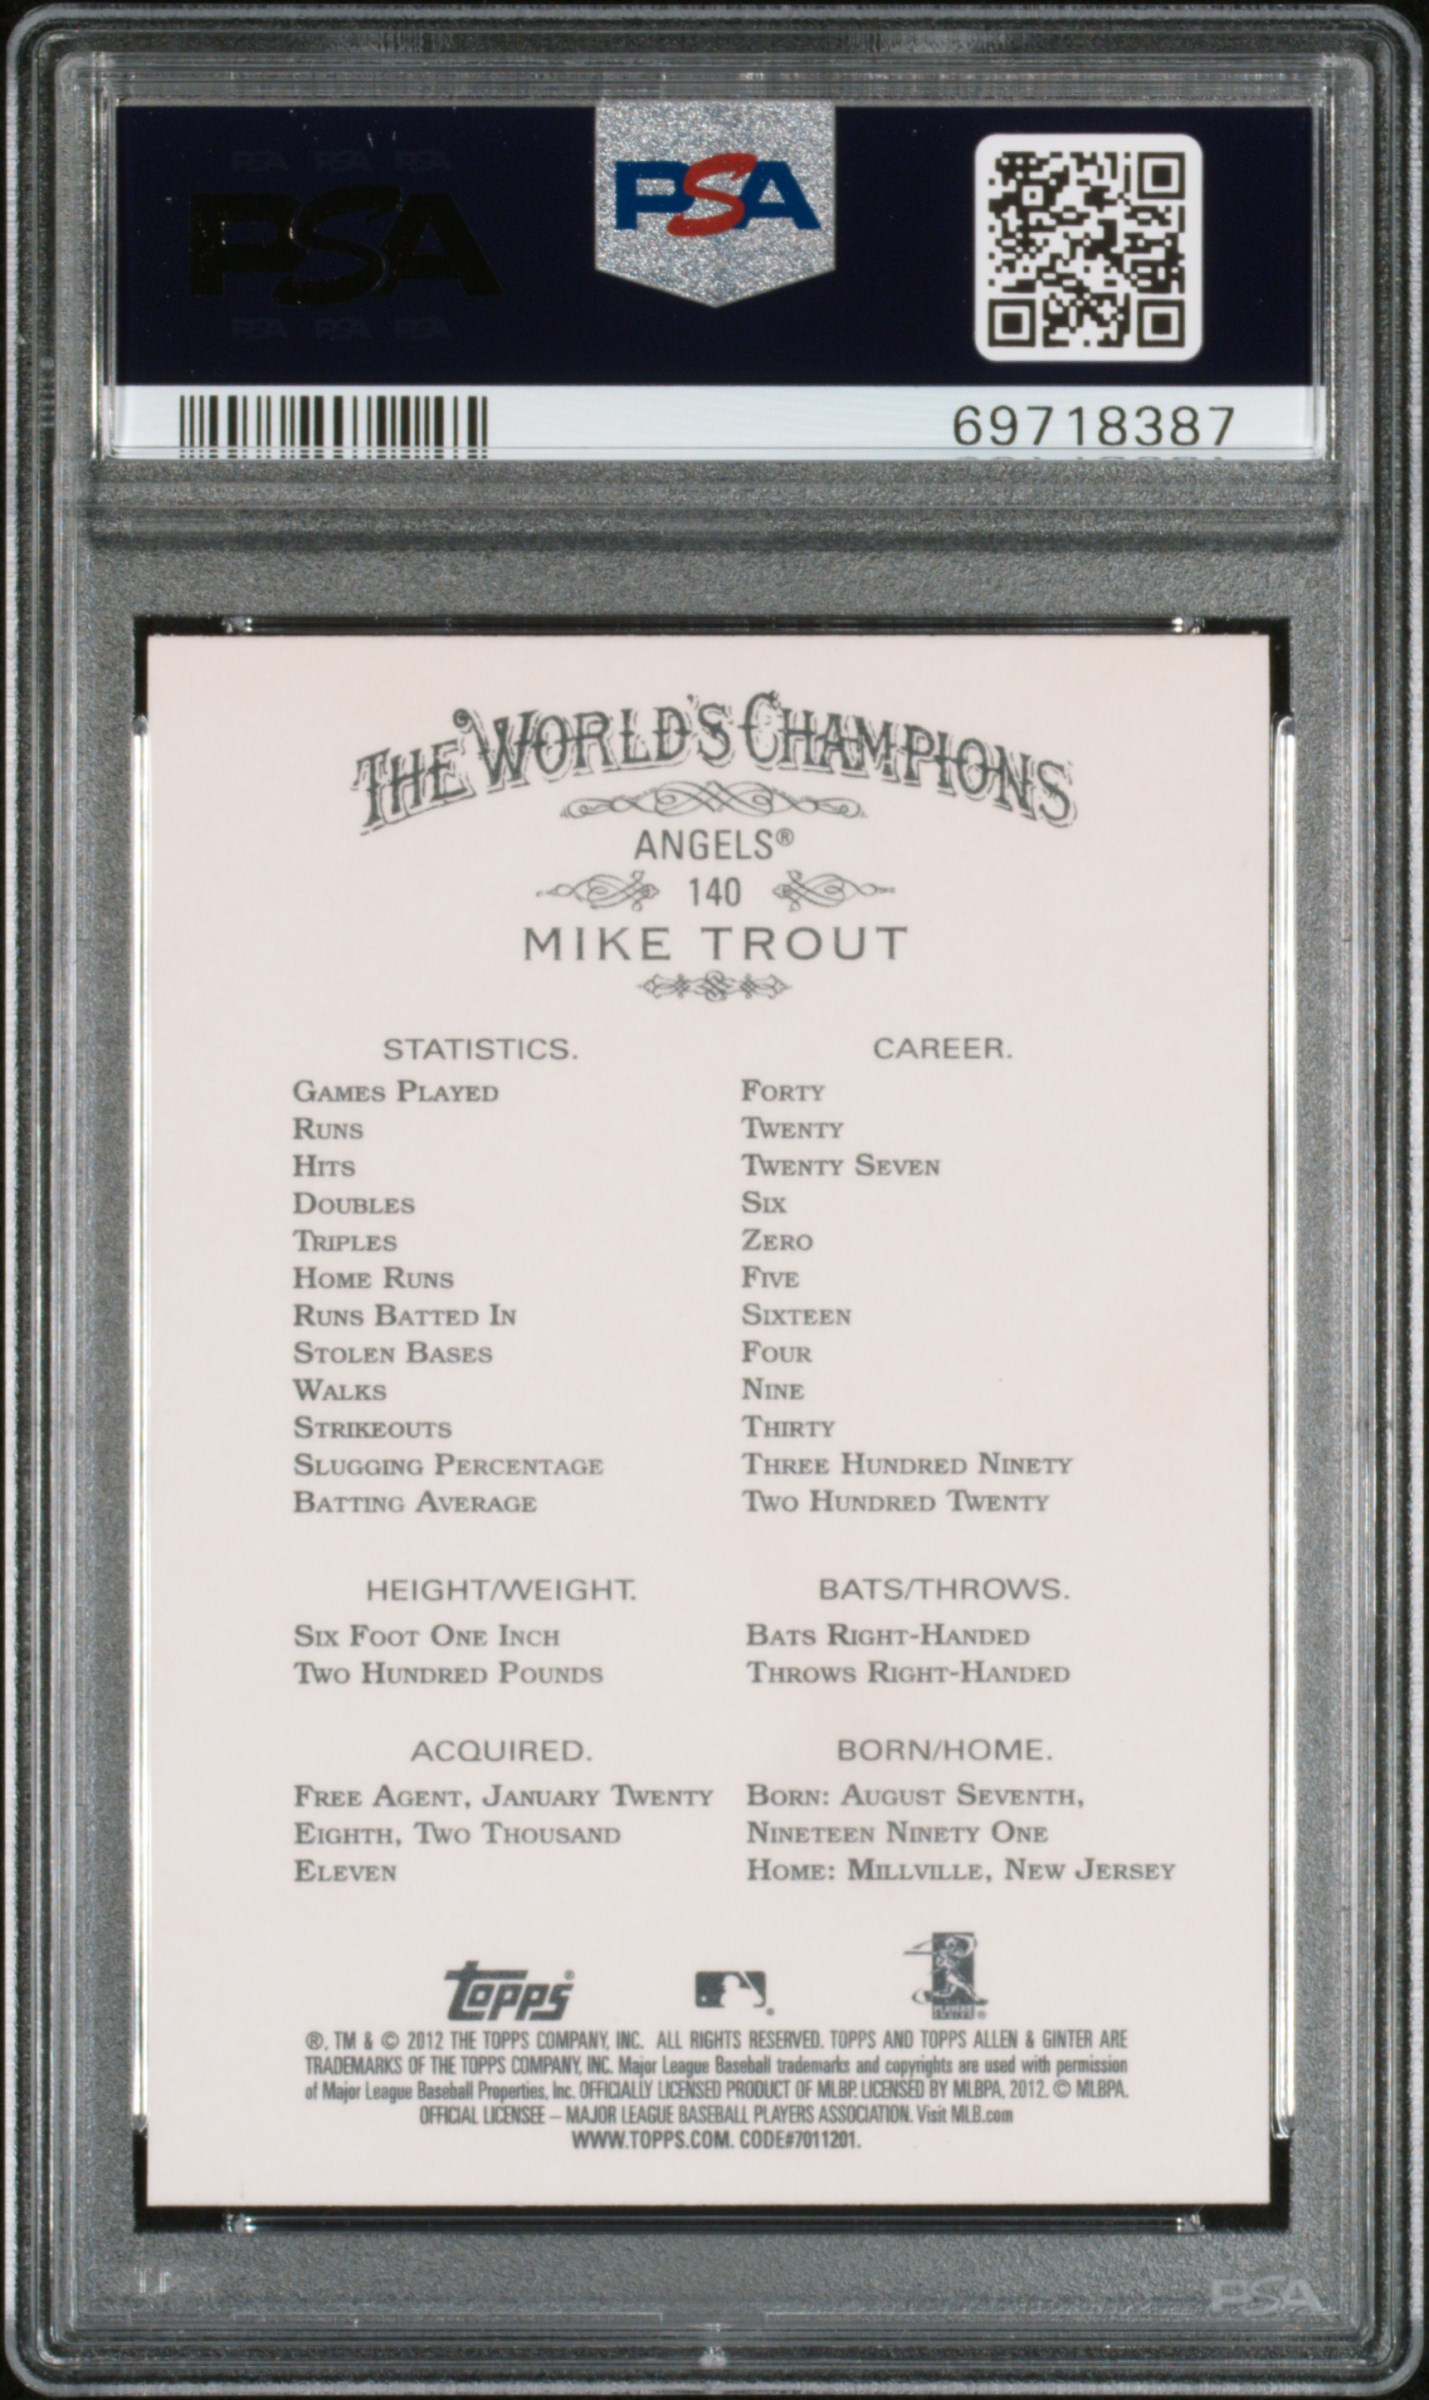 PSA PSA PSA
PSA
PSA PSA PSA
PSA
69718387
THE WORLD'S CHAMPIONS
ANGELS®
140
MIKE TROUT
STATISTICS. CAREER.
GAMES PLAYED FORTY
RUNS TWENTY
HITS TWENTY SEVEN
DOUBLES SIX
TRIPLES ZERO
HOME RUNS FIVE
RUNS BATTED IN SIXTEEN
STOLEN BASES FOUR
WALKS NINE
STRIKEOUTS THIRTY
SLUGGING PERCENTAGE THREE HUNDRED NINETY
BATTING AVERAGE TWO HUNDRED TWENTY
HEIGHT/WEIGHT. BATS/THROWS.
SIX FOOT ONE INCH BATS RIGHT-HANDED
TWO HUNDRED POUNDS THROWS RIGHT-HANDED
ACQUIRED. BORN/HOME.
FREE AGENT, JANUARY TWENTY BORN: AUGUST SEVENTH,
EIGHTH, TWO THOUSAND NINETEEN NINETY ONE
ELEVEN HOME: MILLVILLE, NEW JERSEY
Topps®
®, TM & © 2012 THE TOPPS COMPANY, INC. ALL RIGHTS RESERVED. TOPPS AND TOPPS ALLEN & GINTER ARE
TRADEMARKS OF THE TOPPS COMPANY, INC. Major League Baseball trademarks and copyrights are used with permission
of Major League Baseball Properties, Inc. OFFICIALLY LICENSED PRODUCT OF MLBP. LICENSED BY MLBPA, 2012. © MLBPA.
OFFICIAL LICENSEE – MAJOR LEAGUE BASEBALL PLAYERS ASSOCIATION. Visit MLB.com
WWW.TOPPS.COM. CODE#7011201.
PSA